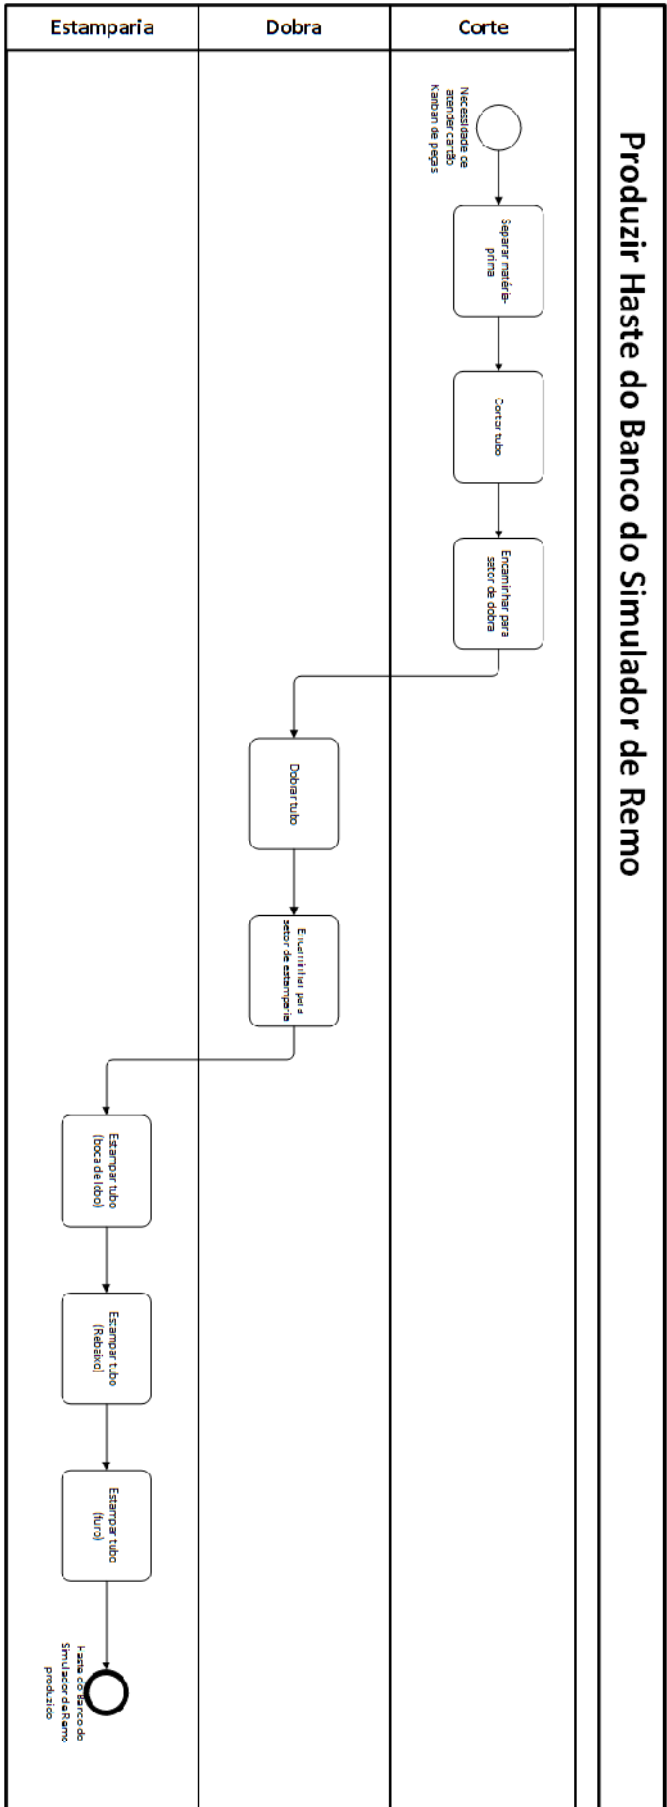 Produzir Haste do Banco do Simulador de Remo
Corte
Dobra
Estamparia
Necessidade de
atender cartão
Kanban de peças
Separar matéria-
prima
Cortar tubo
Encaminhar para
setor de dobra
Dobrar tubo
Encaminhar para
setor de estamparia
Estampar tubo
(boca de lobo)
Estampar tubo
(Rebaixo)
Estampar tubo
(furo)
Haste do Banco do
Simulador de Remo
produzido